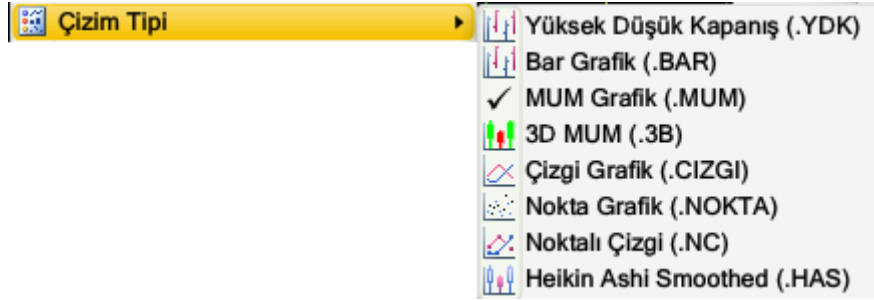 Çizim Tipi
Yüksek Düşük Kapanış (.YDK)
Bar Grafik (.BAR)
MUM Grafik (.MUM)
3D MUM (.3B)
Çizgi Grafik (.CIZGI)
Nokta Grafik (.NOKTA)
Noktalı Çizgi (.NC)
Heikin Ashi Smoothed (.HAS)